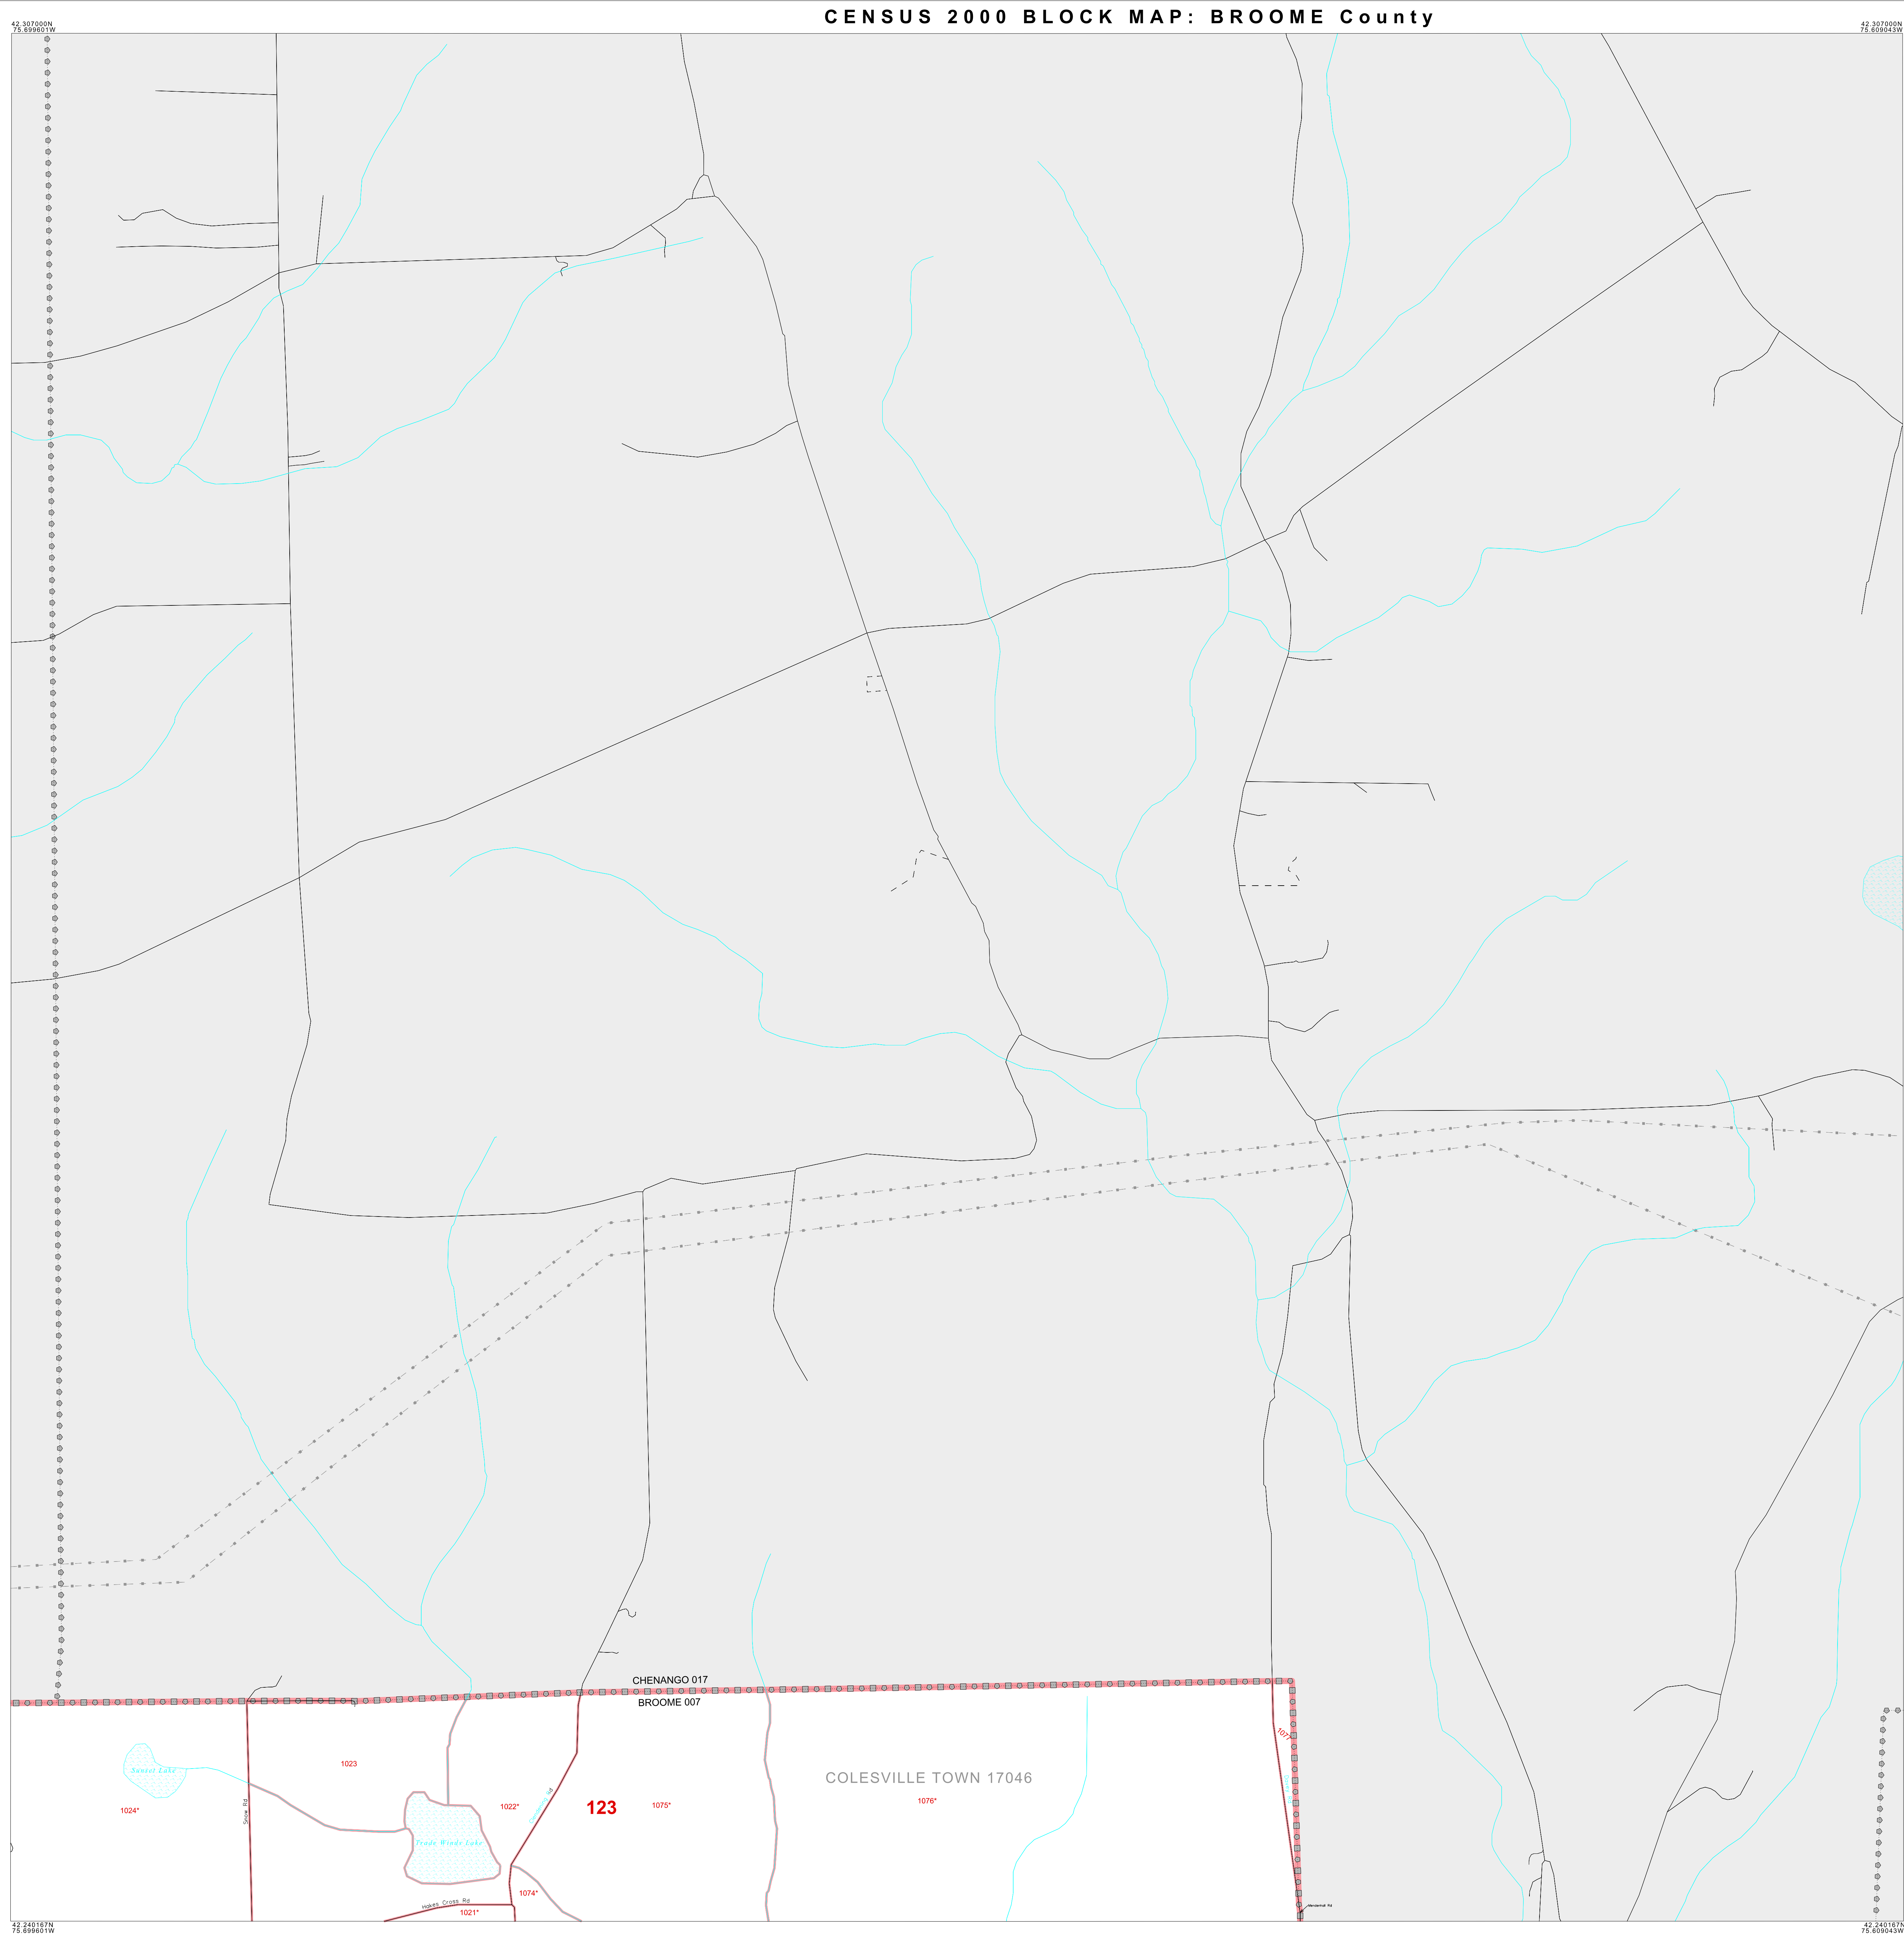 CENSUS 2000 BLOCK MAP: BROOME County
42.307000N
75.699601W
42.307000N
75.609043W
CHENANGO 017
BROOME 007
1077
1023
Sunset Lake
COLESVILLE TOWN 17046
1024*
Snow Rd
1022*
123
1075*
1076*
Trade Winds Lake
1074*
Hakes Cross Rd
1021*
42.240167N
75.699601W
42.240167N
75.609043W